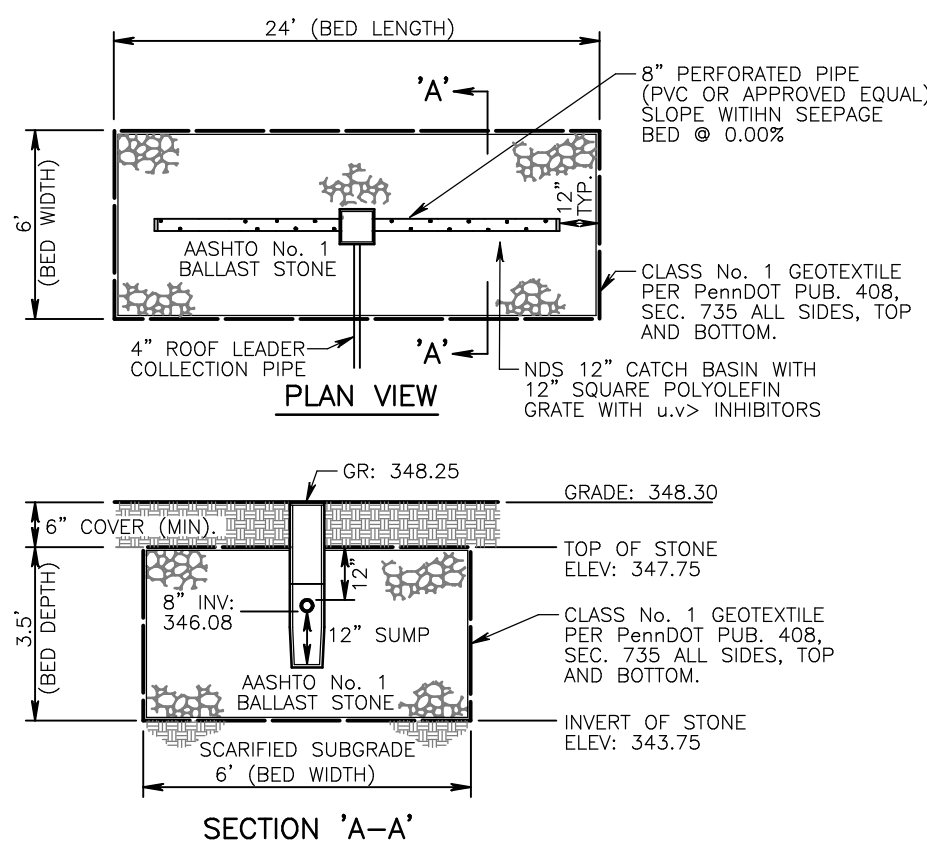 24' (BED LENGTH)
'A'
8" PERFORATED PIPE
(PVC OR APPROVED EQUAL)
SLOPE WITIHN SEEPAGE
BED @ 0.00%
6'
(BED WIDTH)
12"
TYP.
AASHTO No. 1
BALLAST STONE
CLASS No. 1 GEOTEXTILE
PER PennDOT PUB. 408,
SEC. 735 ALL SIDES, TOP
AND BOTTOM.
4" ROOF LEADER
COLLECTION PIPE
'A'
NDS 12" CATCH BASIN WITH
12" SQUARE POLYOLEFIN
GRATE WITH u.v> INHIBITORS
PLAN VIEW
GR: 348.25
GRADE: 348.30
6" COVER (MIN).
TOP OF STONE
ELEV: 347.75
12"
8" INV:
346.08
12" SUMP
3.5'
(BED DEPTH)
CLASS No. 1 GEOTEXTILE
PER PennDOT PUB. 408,
SEC. 735 ALL SIDES, TOP
AND BOTTOM.
AASHTO No. 1
BALLAST STONE
INVERT OF STONE
ELEV: 343.75
SCARIFIED SUBGRADE
6' (BED WIDTH)
SECTION 'A-A'